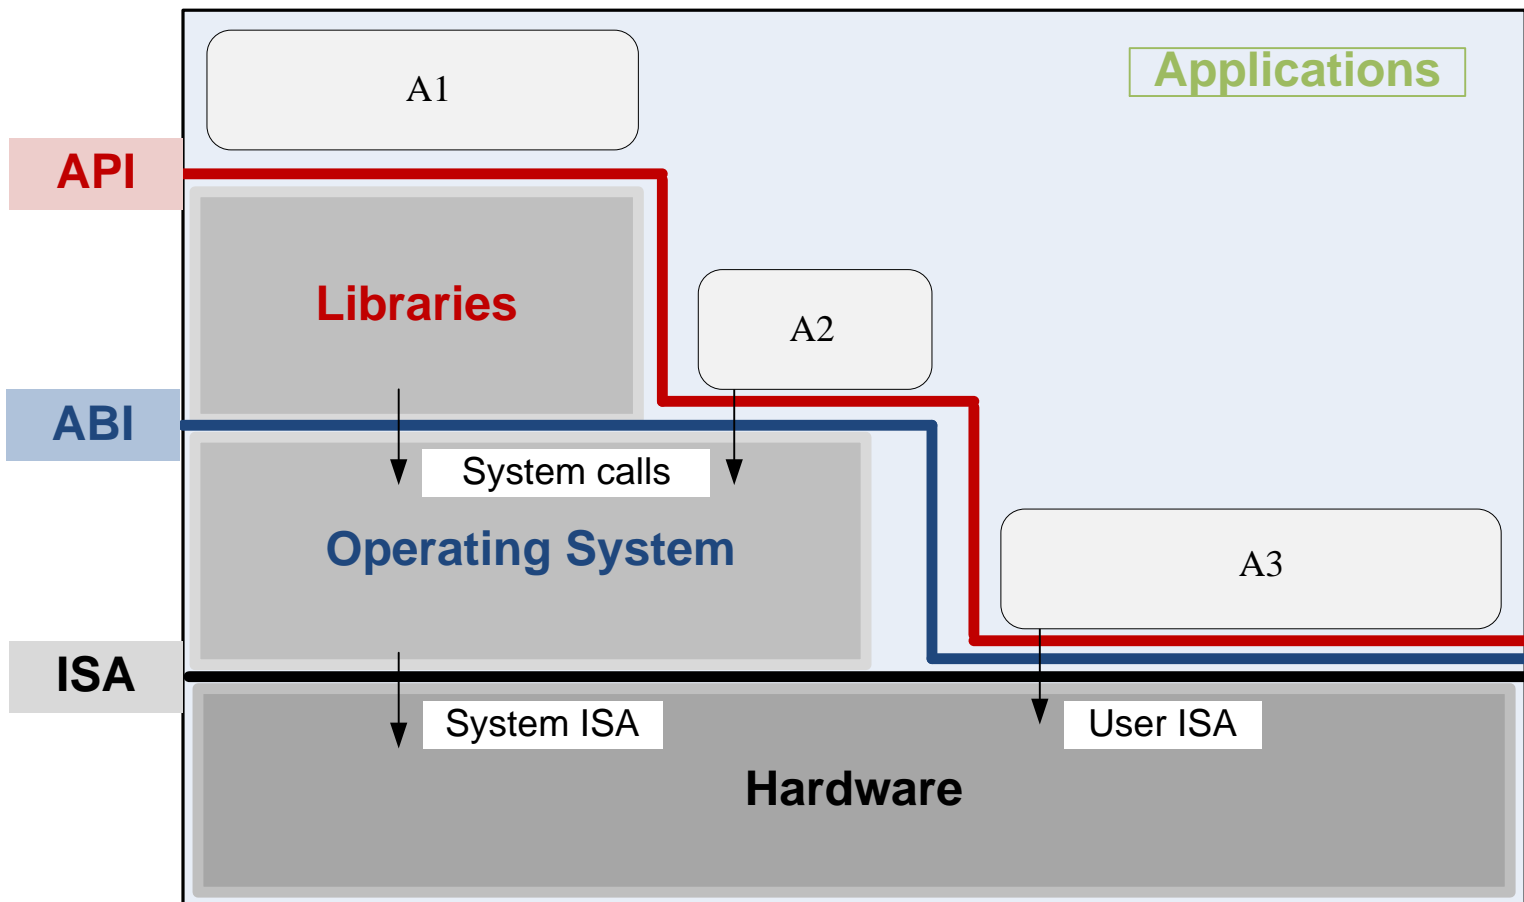 A1
Applications
API
Libraries
A2
ABI
System calls
Operating System
A3
ISA
System ISA
User ISA
Hardware